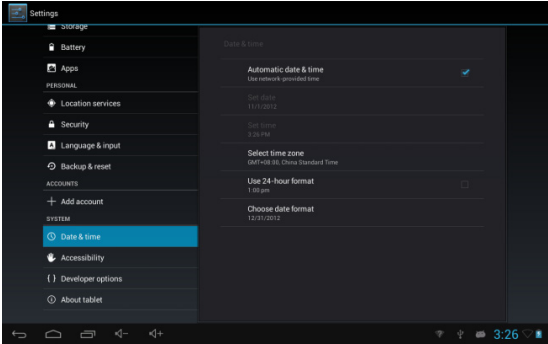 Settings
Storage
Battery
Apps
PERSONAL
Location services
Security
Language & input
Backup & reset
ACCOUNTS
Add account
SYSTEM
Date & time
Accessibility
{ } Developer options
About tablet
Date & time
Automatic date & time
Use network-provided time
Set date
11/1/2012
Set time
3:26 PM
Select time zone
GMT+08:00, China Standard Time
Use 24-hour format
1:00 pm
Choose date format
12/31/2012
3:26